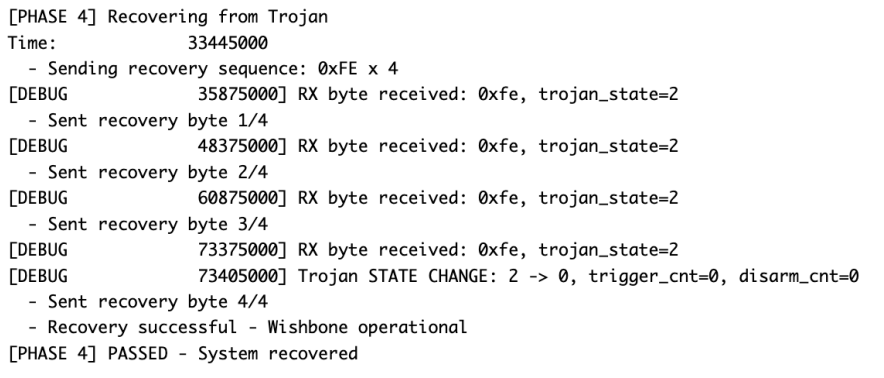 [PHASE 4] Recovering from Trojan
Time:             33445000
  - Sending recovery sequence: 0xFE x 4
[DEBUG             35875000] RX byte received: 0xfe, trojan_state=2
  - Sent recovery byte 1/4
[DEBUG             48375000] RX byte received: 0xfe, trojan_state=2
  - Sent recovery byte 2/4
[DEBUG             60875000] RX byte received: 0xfe, trojan_state=2
  - Sent recovery byte 3/4
[DEBUG             73375000] RX byte received: 0xfe, trojan_state=2
[DEBUG             73405000] Trojan STATE CHANGE: 2 -> 0, trigger_cnt=0, disarm_cnt=0
  - Sent recovery byte 4/4
  - Recovery successful - Wishbone operational
[PHASE 4] PASSED - System recovered